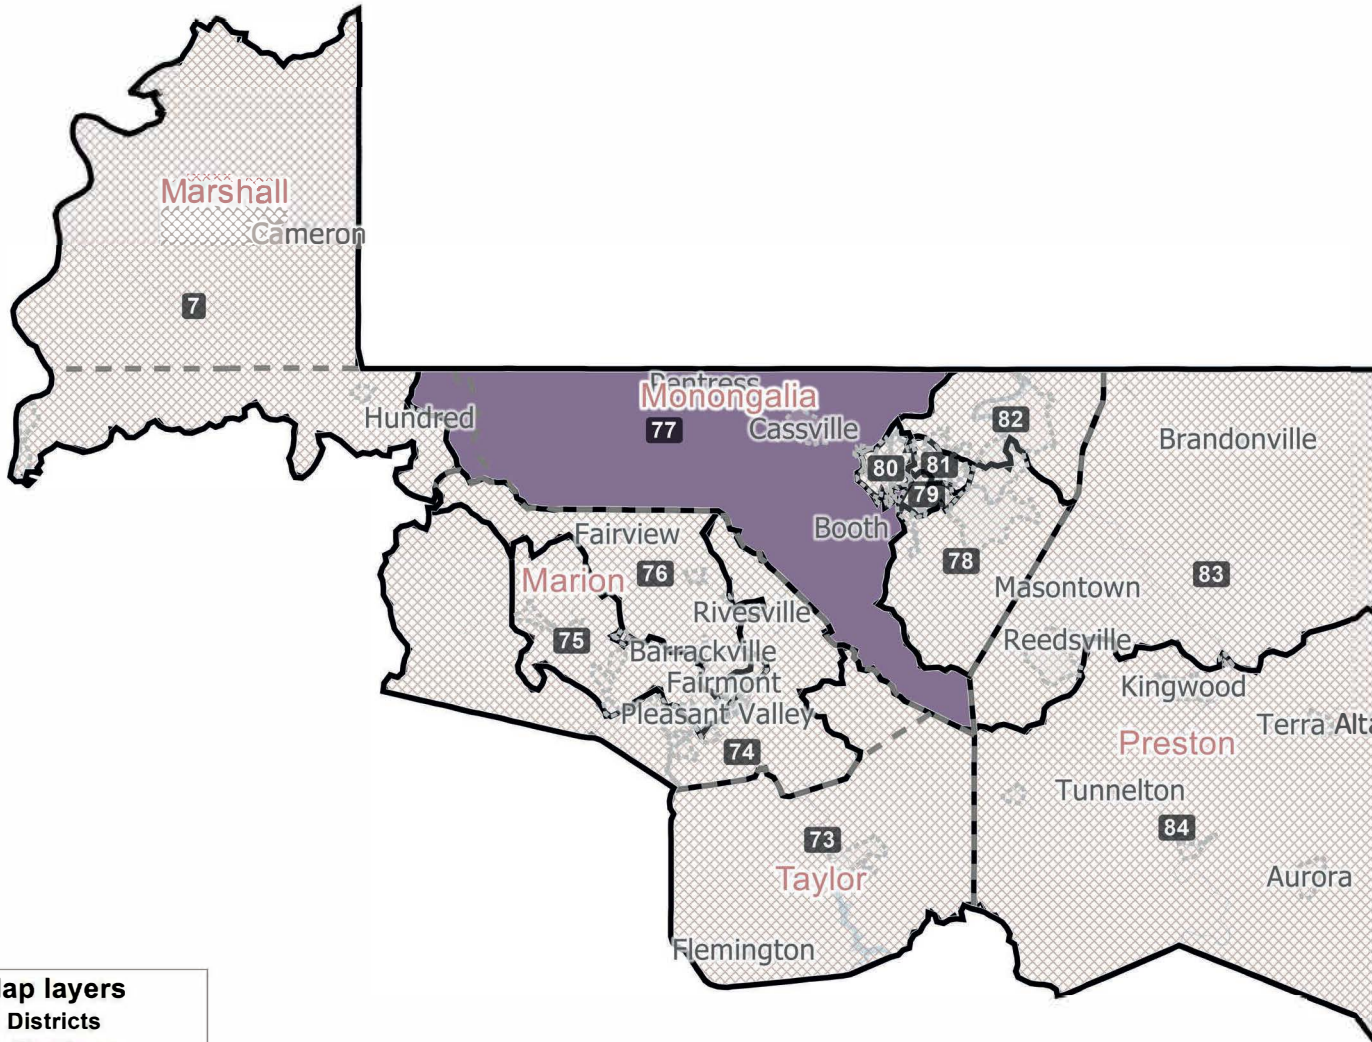 Marshall
Cameron
7
Dentress
Monongalia
Hundred
77
Cassville
82
Brandonville
80
81
79
Booth
Fairview
76
78
83
Marion
Masontown
Rivesville
75
Reedsville
Barrackville
Fairmont
Kingwood
Pleasant Valley
Terra Alta
74
Preston
Tunnelton
73
84
Taylor
Aurora
Flemington
ap layers
Districts